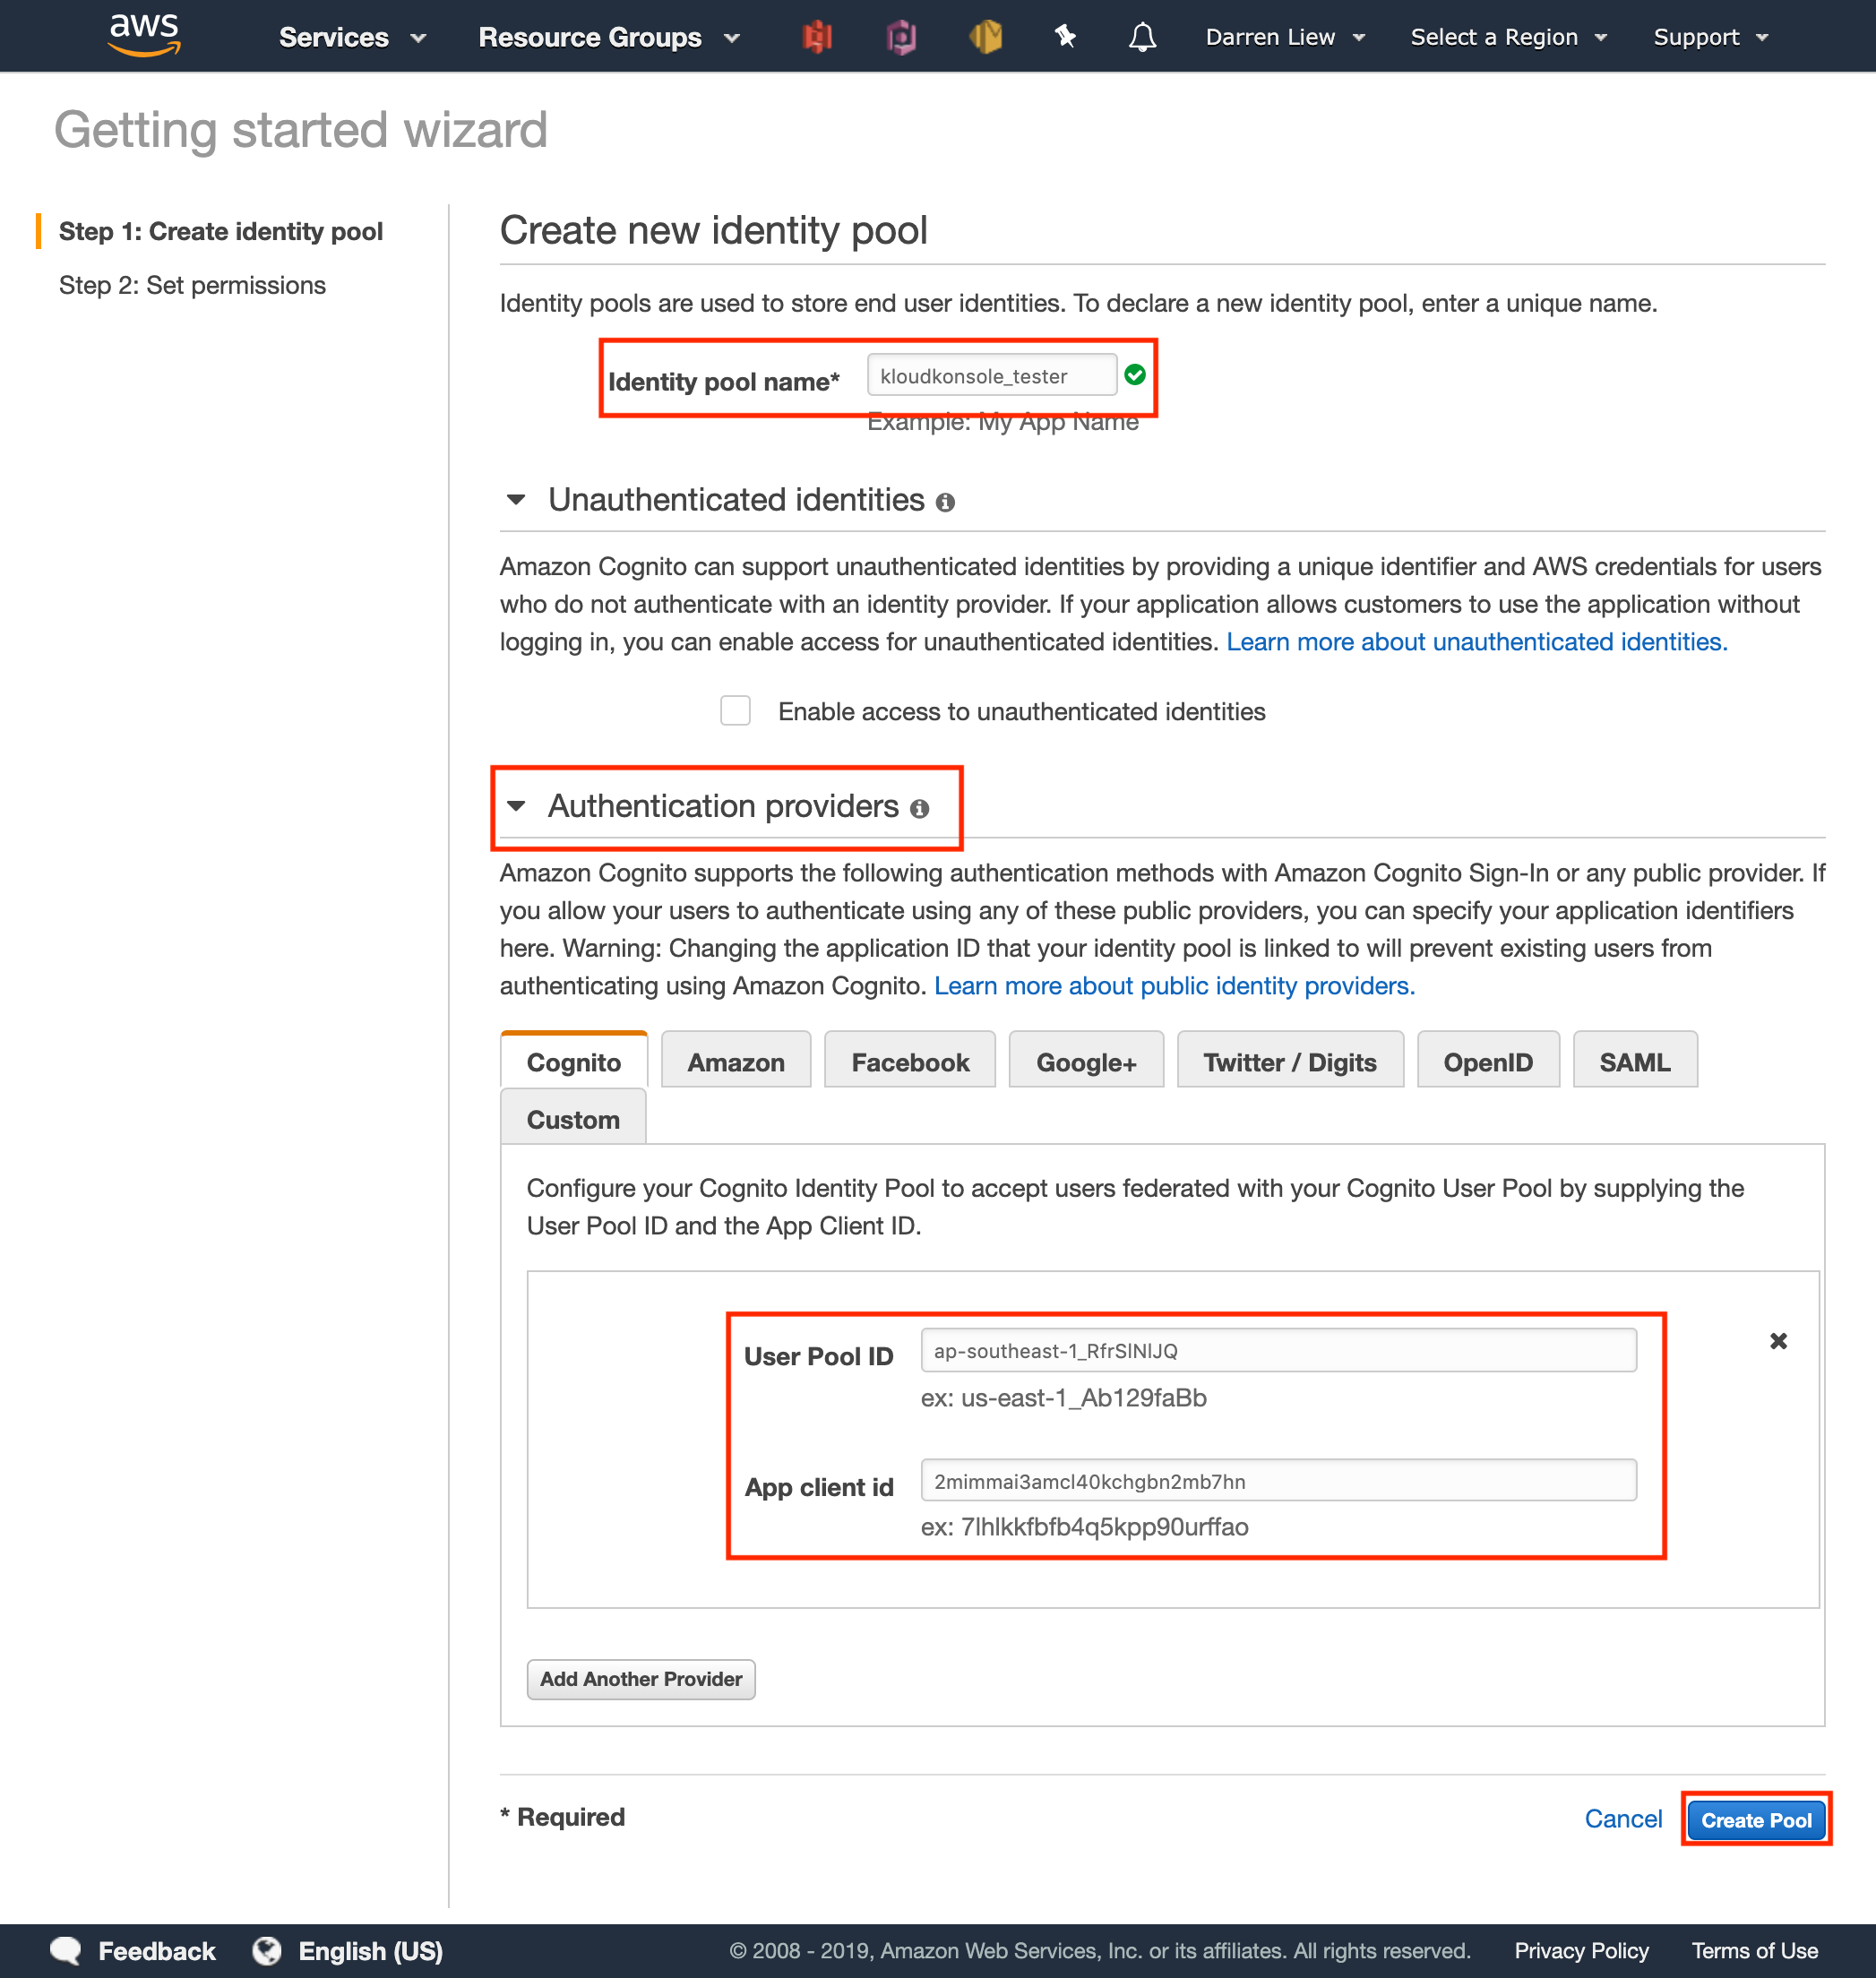 aws Services Resource Groups Darren Liew Select a Region Support
Getting started wizard
Step 1: Create identity pool
Step 2: Set permissions
Create new identity pool
Identity pools are used to store end user identities. To declare a new identity pool, enter a unique name.
Identity pool name* kloudkonsole_tester
Example: My App Name
Unauthenticated identities
Amazon Cognito can support unauthenticated identities by providing a unique identifier and AWS credentials for users
who do not authenticate with an identity provider. If your application allows customers to use the application without
logging in, you can enable access for unauthenticated identities. Learn more about unauthenticated identities.
Enable access to unauthenticated identities
Authentication providers
Amazon Cognito supports the following authentication methods with Amazon Cognito Sign-In or any public provider. If
you allow your users to authenticate using any of these public providers, you can specify your application identifiers
here. Warning: Changing the application ID that your identity pool is linked to will prevent existing users from
authenticating using Amazon Cognito. Learn more about public identity providers.
Cognito Amazon Facebook Google+ Twitter / Digits OpenID SAML
Custom
Configure your Cognito Identity Pool to accept users federated with your Cognito User Pool by supplying the
User Pool ID and the App Client ID.
User Pool ID ap-southeast-1_RfrSlNlJQ
ex: us-east-1_Ab129faBb
App client id 2mimmai3amcl40kchgbn2mb7hn
ex: 7lhlkkfbfb4q5kpp90urffao
Add Another Provider
* Required
Cancel Create Pool
Feedback English (US) © 2008 - 2019, Amazon Web Services, Inc. or its affiliates. All rights reserved. Privacy Policy Terms of Use